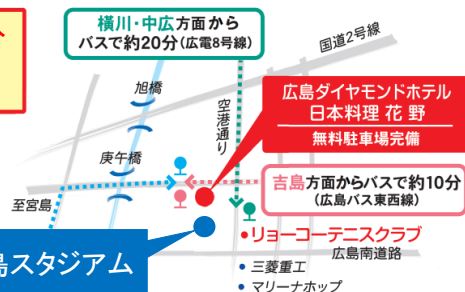 横川・中広方面から
バスで約20分(広電8号線)
国道2号線
旭橋
空港通り
広島ダイヤモンドホテル
日本料理 花野
無料駐車場完備
庚午橋
吉島方面からバスで約10分
(広島バス東西線)
至宮島
リョーコーテニスクラブ
広島南道路
島スタジアム
三菱重工
マリーナホップ